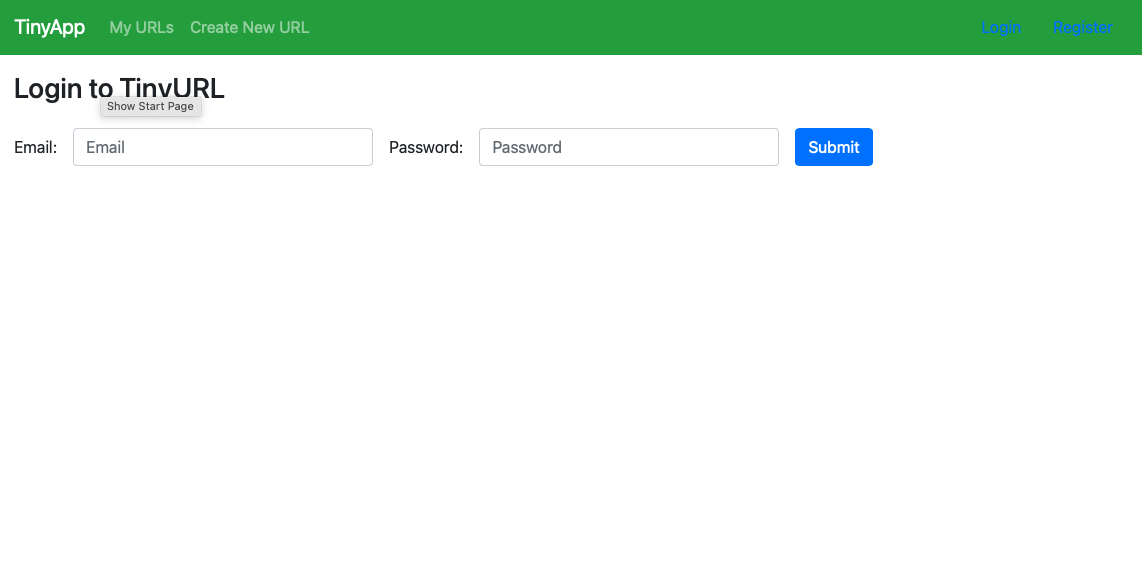 TinyApp My URLs Create New URL Login Register
Login to TinyURL
Show Start Page
Email: Email Password: Password Submit